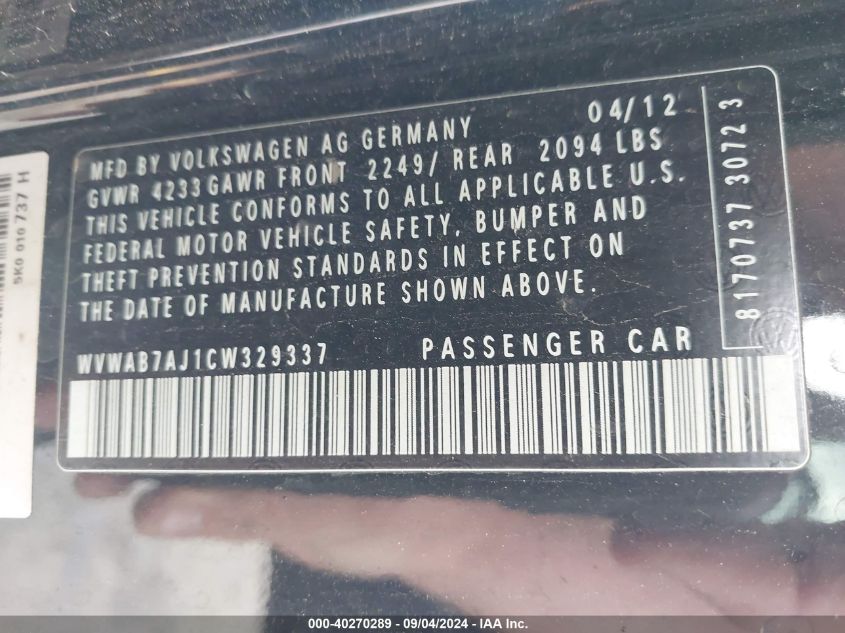 04/12
MFD BY VOLKSWAGEN AG GERMANY
GVWR 4233 GAWR FRONT 2249/ REAR 2094 LBS
THIS VEHICLE CONFORMS TO ALL APPLICABLE U.S.
FEDERAL MOTOR VEHICLE SAFETY, BUMPER AND
THEFT PREVENTION STANDARDS IN EFFECT ON
THE DATE OF MANUFACTURE SHOWN ABOVE.
WVWAB7AJ1CW329337 PASSENGER CAR
8170737 3072 3
5K0 010 737 H
000-40270289 - 09/04/2024 - IAA Inc.